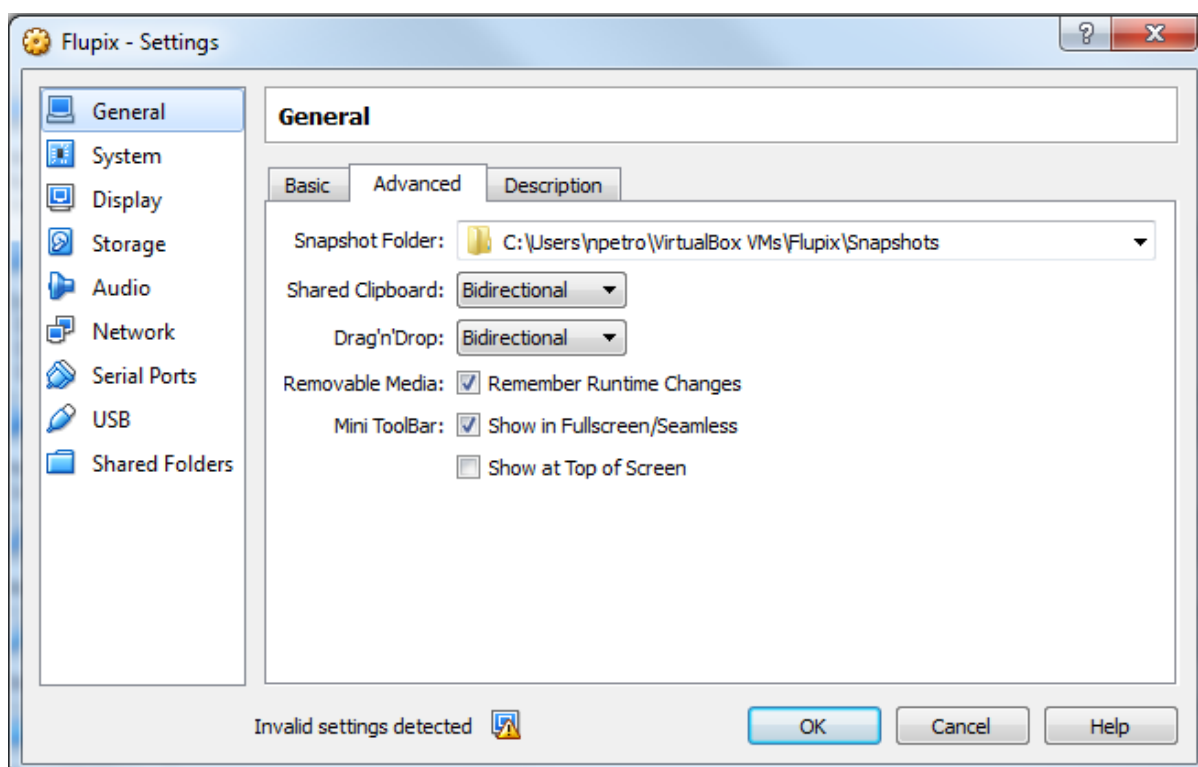 Flupix - Settings
General
System
Display
Storage
Audio
Network
Serial Ports
USB
Shared Folders
General
Basic Advanced Description
Snapshot Folder: C:\Users\npetro\VirtualBox VMs\Flupix\Snapshots
Shared Clipboard: Bidirectional
Drag'n'Drop: Bidirectional
Removable Media: Remember Runtime Changes
Mini ToolBar: Show in Fullscreen/Seamless
Show at Top of Screen
Invalid settings detected OK Cancel Help